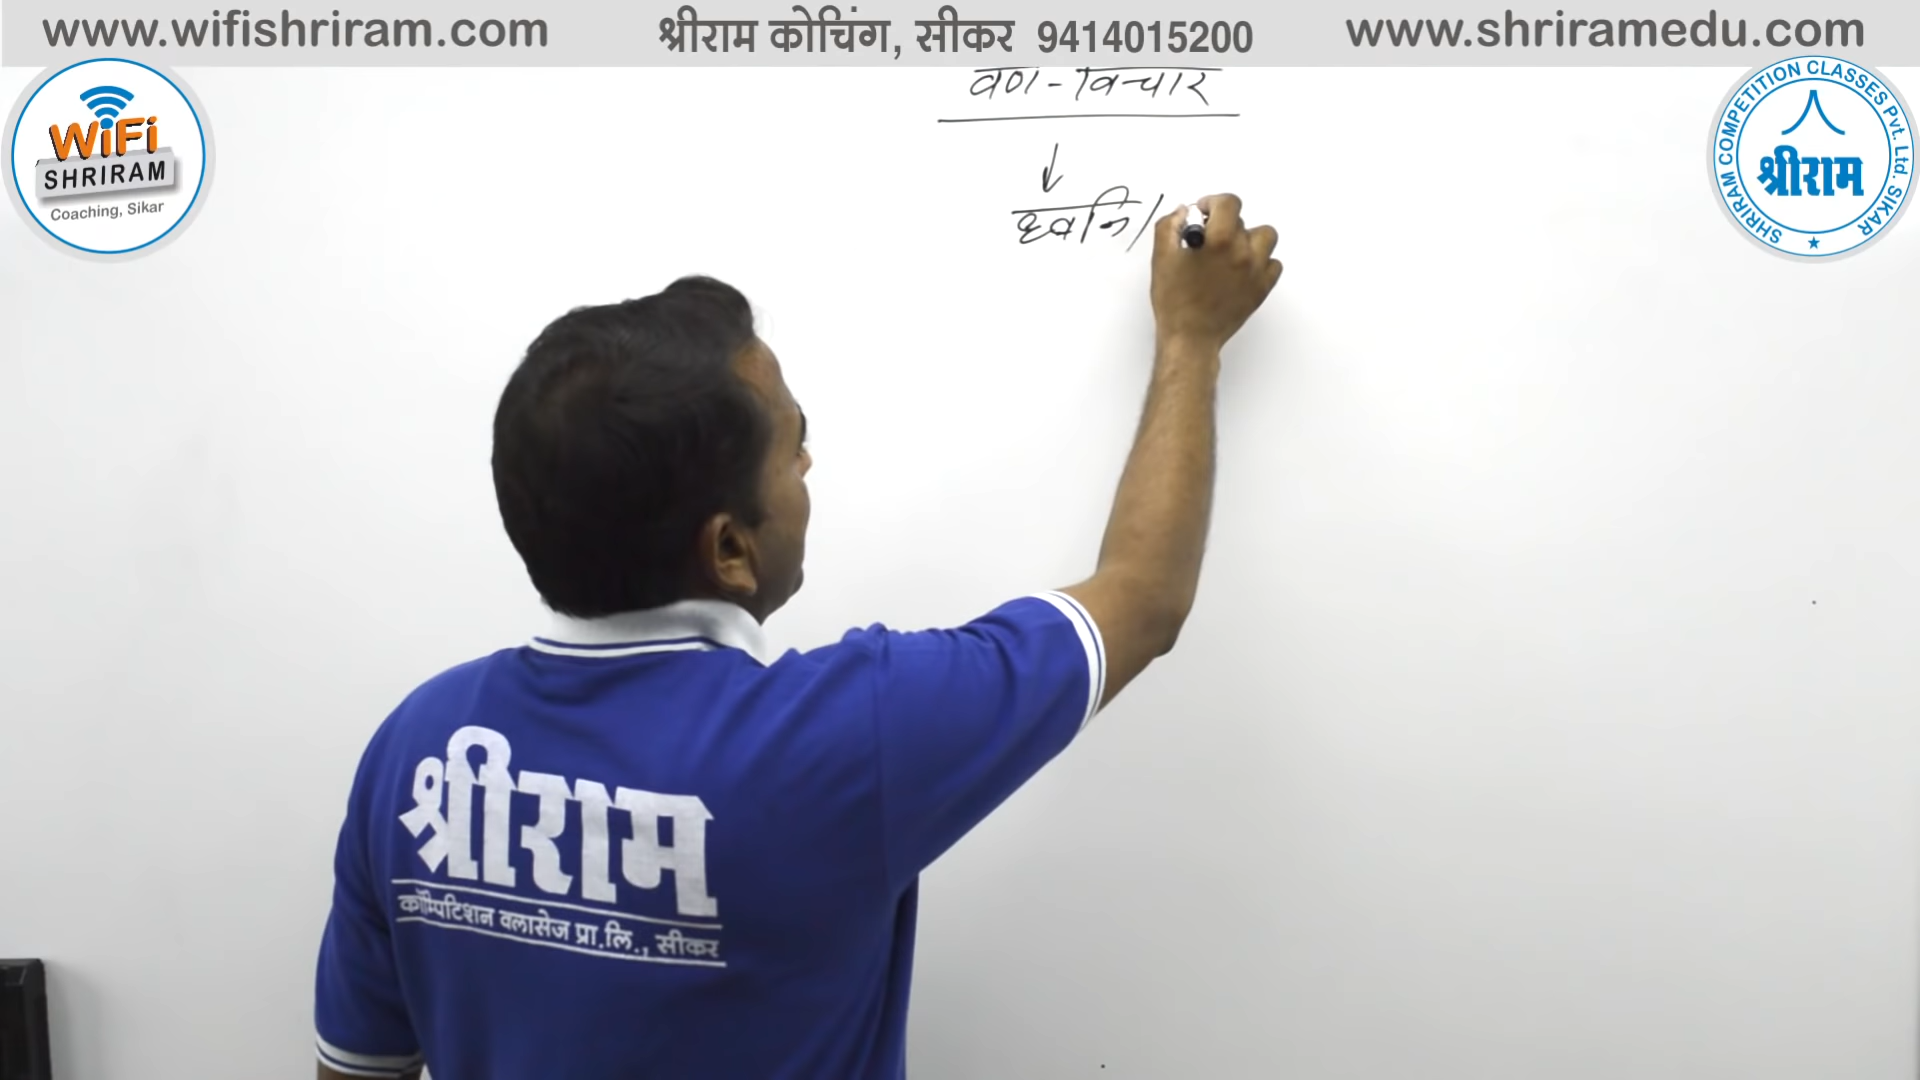 www.wifishriram.com
श्रीराम कोचिंग, सीकर 9414015200
www.shriramedu.com
WiFi
SHRIRAM
Coaching, Sikar
SHRIRAM COMPETITION CLASSES Pvt. Ltd. SIKAR
श्रीराम
वर्ण-विचार
ध्वनि/
श्रीराम
कॉम्पिटिशन क्लासेज प्रा.लि., सीकर